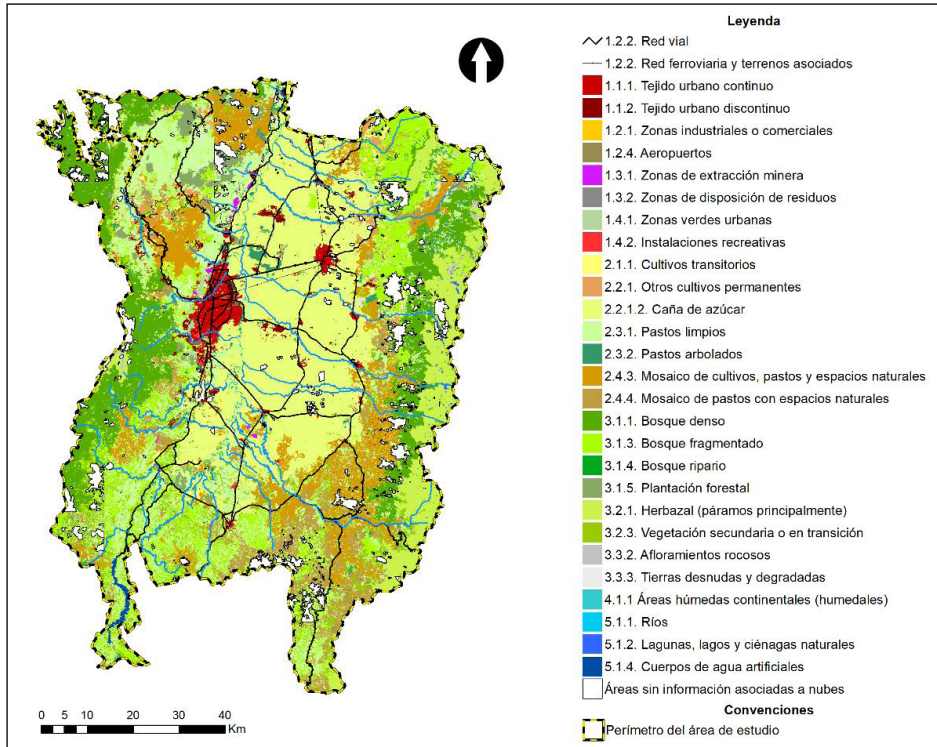 Leyenda
1.2.2. Red vial
1.2.2. Red ferroviaria y terrenos asociados
1.1.1. Tejido urbano continuo
1.1.2. Tejido urbano discontinuo
1.2.1. Zonas industriales o comerciales
1.2.4. Aeropuertos
1.3.1. Zonas de extracción minera
1.3.2. Zonas de disposición de residuos
1.4.1. Zonas verdes urbanas
1.4.2. Instalaciones recreativas
2.1.1. Cultivos transitorios
2.2.1. Otros cultivos permanentes
2.2.1.2. Caña de azúcar
2.3.1. Pastos limpios
2.3.2. Pastos arbolados
2.4.3. Mosaico de cultivos, pastos y espacios naturales
2.4.4. Mosaico de pastos con espacios naturales
3.1.1. Bosque denso
3.1.3. Bosque fragmentado
3.1.4. Bosque ripario
3.1.5. Plantación forestal
3.2.1. Herbazal (páramos principalmente)
3.2.3. Vegetación secundaria o en transición
3.3.2. Afloramientos rocosos
3.3.3. Tierras desnudas y degradadas
4.1.1 Áreas húmedas continentales (humedales)
5.1.1. Ríos
5.1.2. Lagunas, lagos y ciénagas naturales
5.1.4. Cuerpos de agua artificiales
Áreas sin información asociadas a nubes
Convenciones
Perímetro del área de estudio
0 5 10 20 30 40
Km